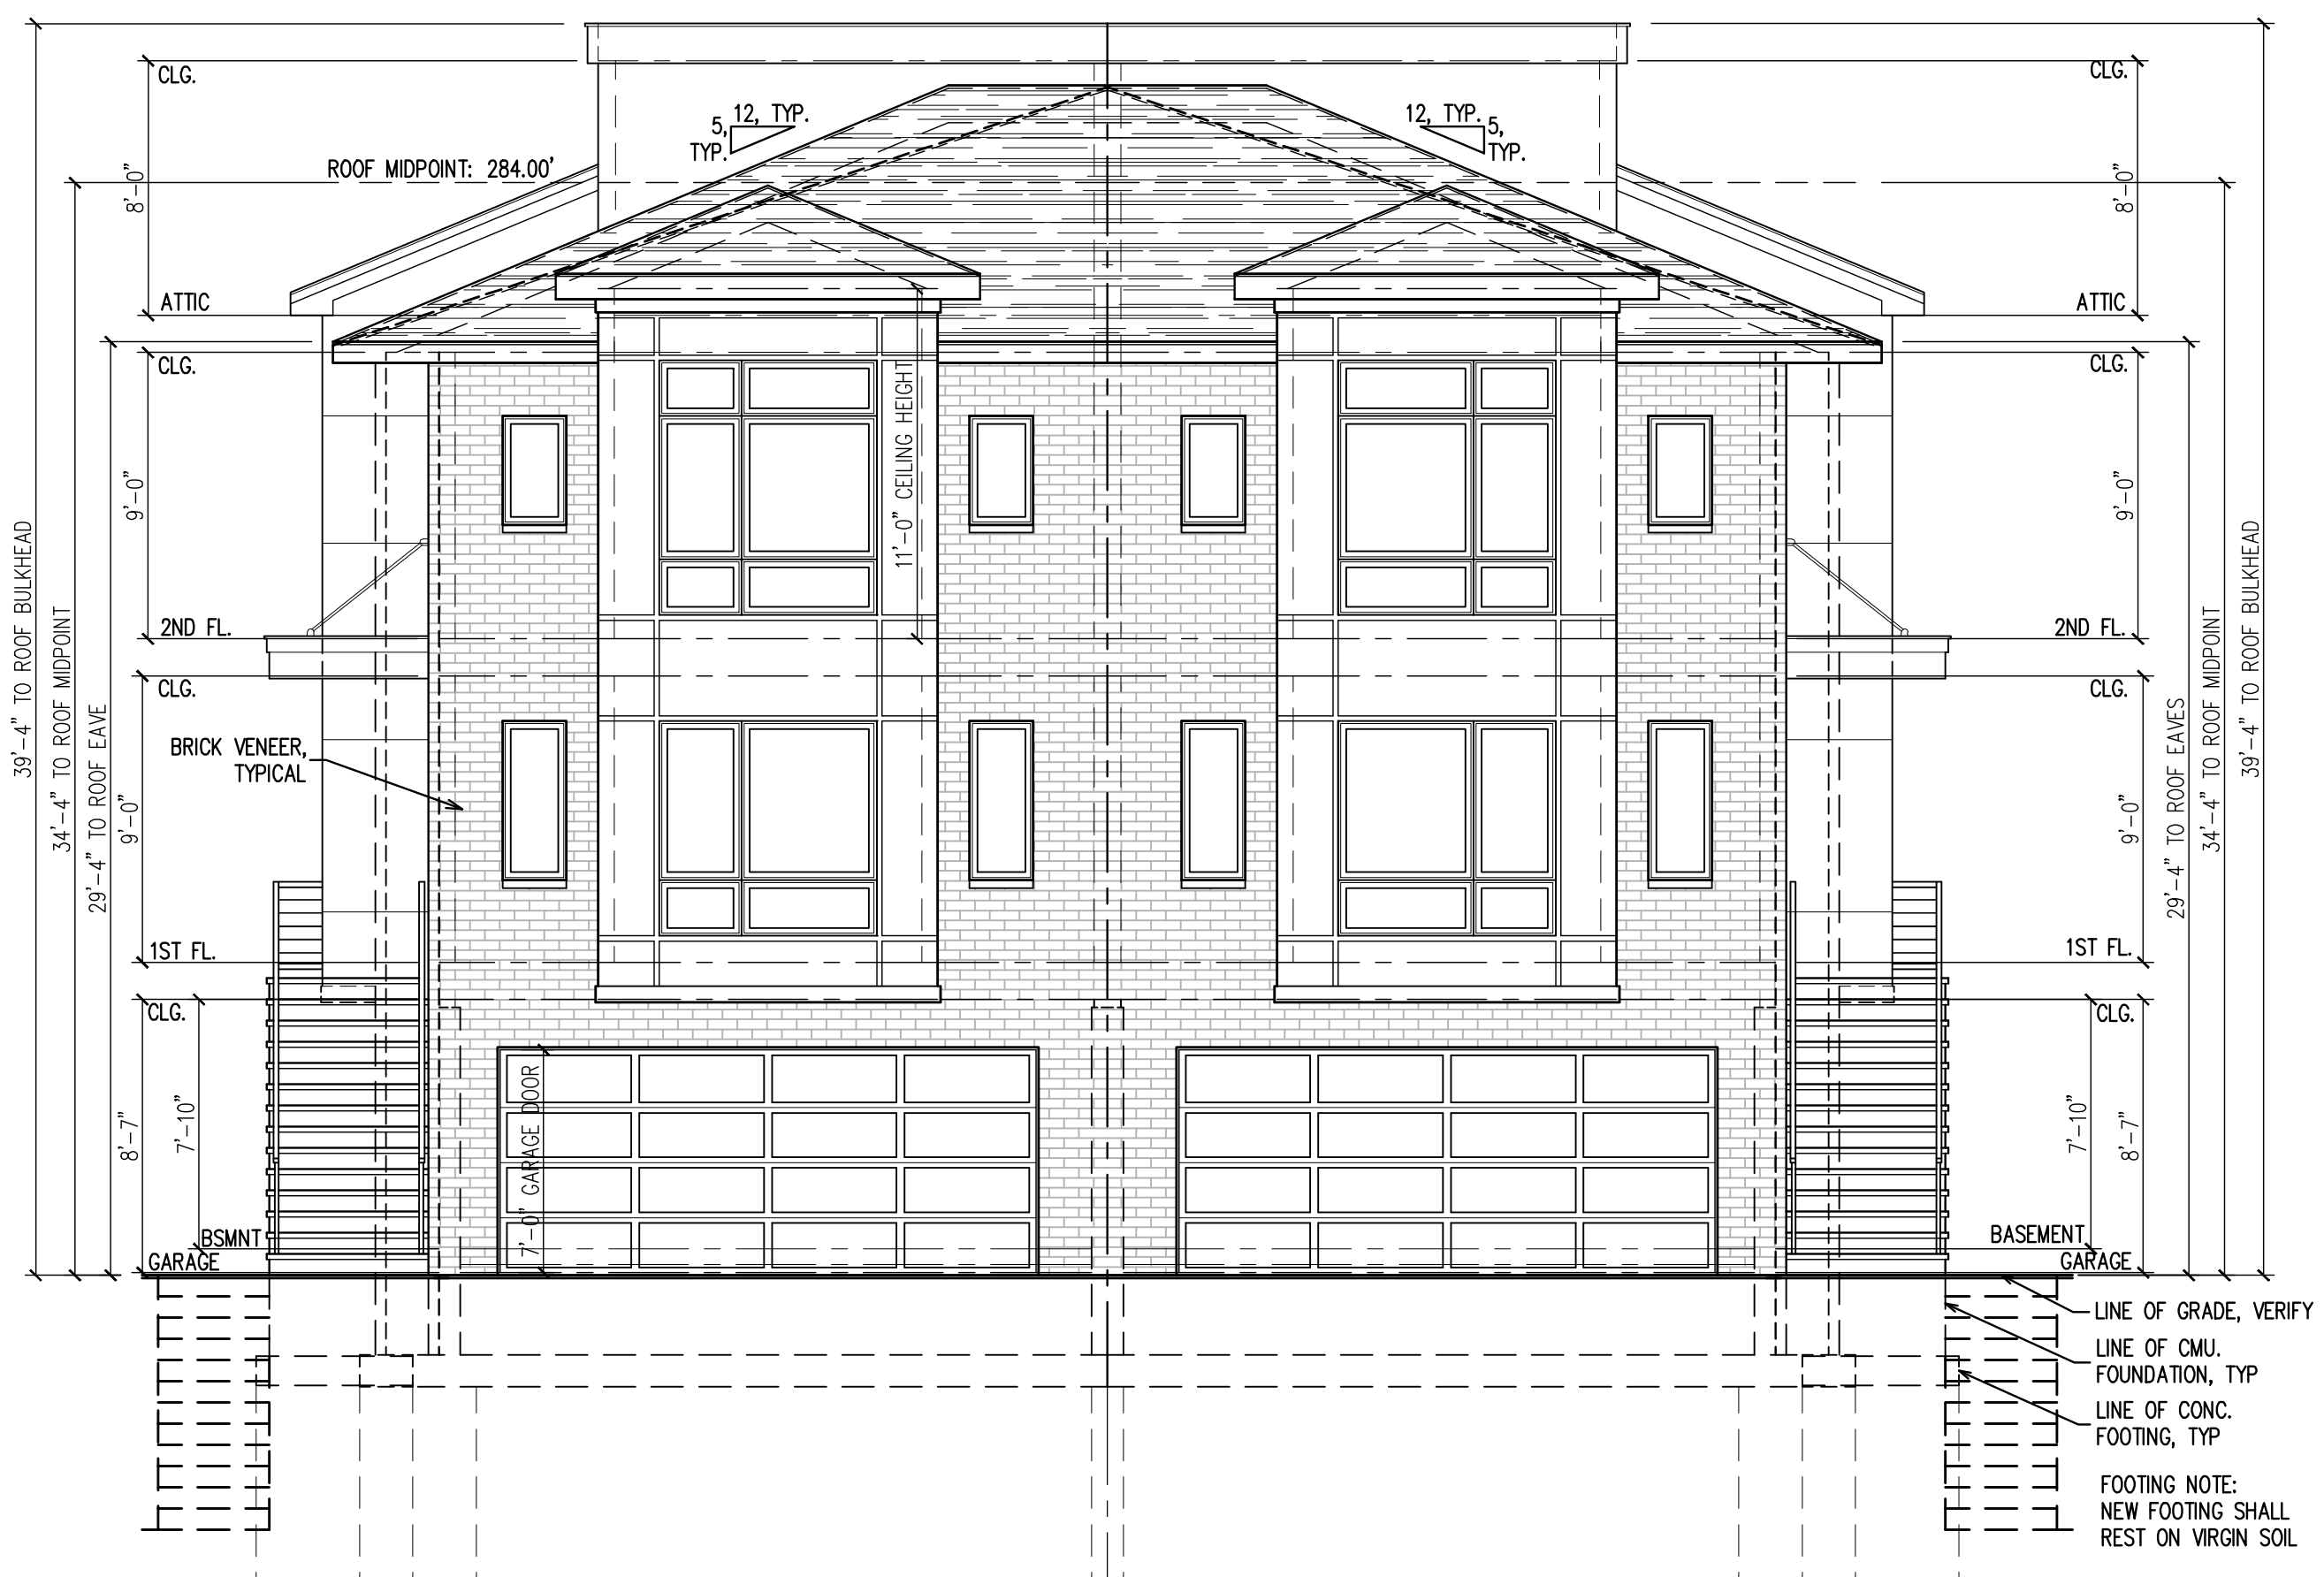 CLG.
CLG.
12, TYP.
5,
TYP.
12, TYP.
5,
TYP.
ROOF MIDPOINT: 284.00'
8'-0"
8'-0"
ATTIC
ATTIC
CLG.
CLG.
11'-0" CEILING HEIGHT
9'-0"
9'-0"
39'-4" TO ROOF BULKHEAD
34'-4" TO ROOF MIDPOINT
29'-4" TO ROOF EAVE
29'-4" TO ROOF EAVES
34'-4" TO ROOF MIDPOINT
39'-4" TO ROOF BULKHEAD
2ND FL.
2ND FL.
CLG.
CLG.
BRICK VENEER,
TYPICAL
9'-0"
9'-0"
1ST FL.
1ST FL.
CLG.
CLG.
8'-7"
7'-10"
7'-0" GARAGE DOOR
7'-10"
8'-7"
BSMNT
BASEMENT
GARAGE
GARAGE
LINE OF GRADE, VERIFY
LINE OF CMU.
FOUNDATION, TYP
LINE OF CONC.
FOOTING, TYP
FOOTING NOTE:
NEW FOOTING SHALL
REST ON VIRGIN SOIL